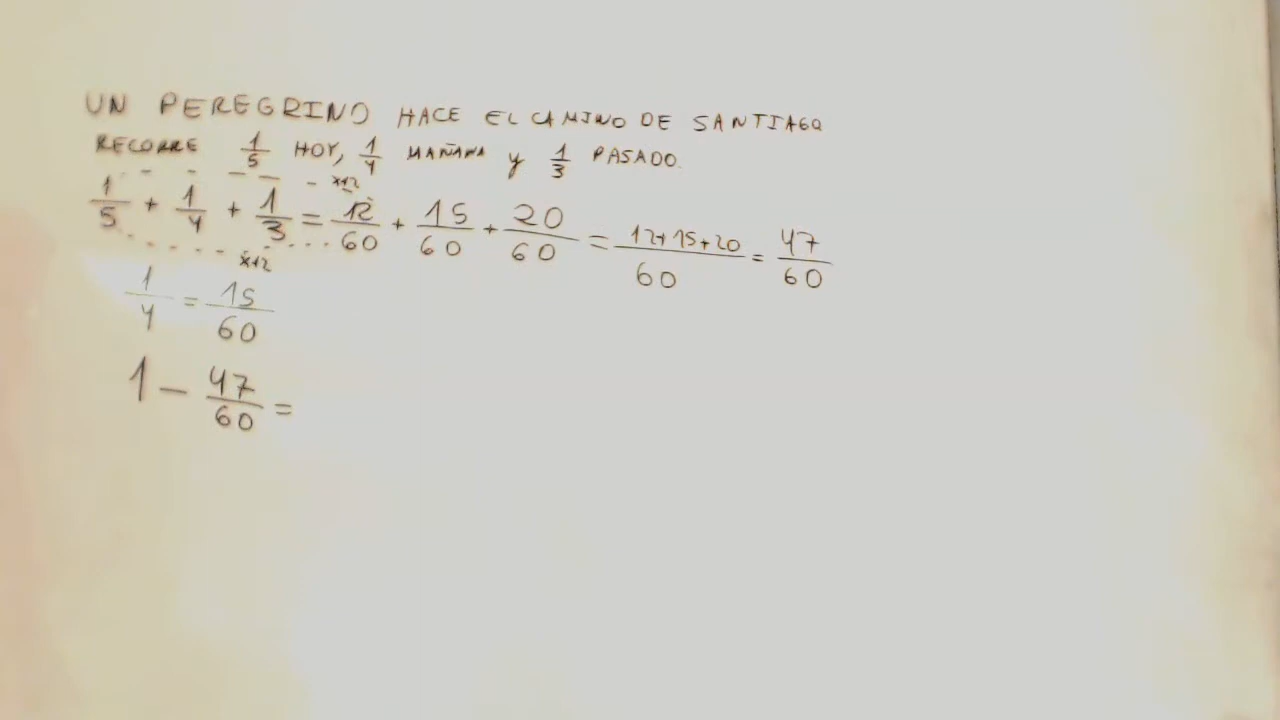 UN PEREGRINO HACE EL CAMINO DE SANTIAGO
RECORRE 1/5 HOY, 1/4 MAÑANA Y 1/3 PASADO.
x12
1/5 + 1/4 + 1/3 = 12/60 + 15/60 + 20/60 = 12+15+20/60 = 47/60
x12
1/4 = 15/60
1 - 47/60 =